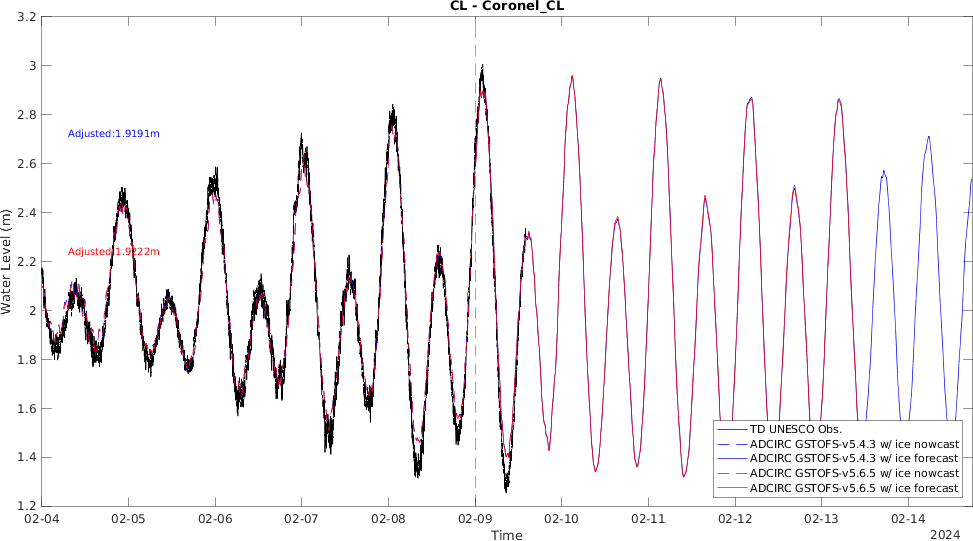 CL - Coronel_CL
3.2
3
2.8
2.6
2.4
2.2
2
1.8
1.6
1.4
1.2
Water Level (m)
Adjusted:1.9191m
Adjusted:1.9222m
TD UNESCO Obs.
ADCIRC GSTOFS-v5.4.3 w/ ice nowcast
ADCIRC GSTOFS-v5.4.3 w/ ice forecast
ADCIRC GSTOFS-v5.6.5 w/ ice nowcast
ADCIRC GSTOFS-v5.6.5 w/ ice forecast
02-04 02-05 02-06 02-07 02-08 02-09 02-10 02-11 02-12 02-13 02-14
Time
2024